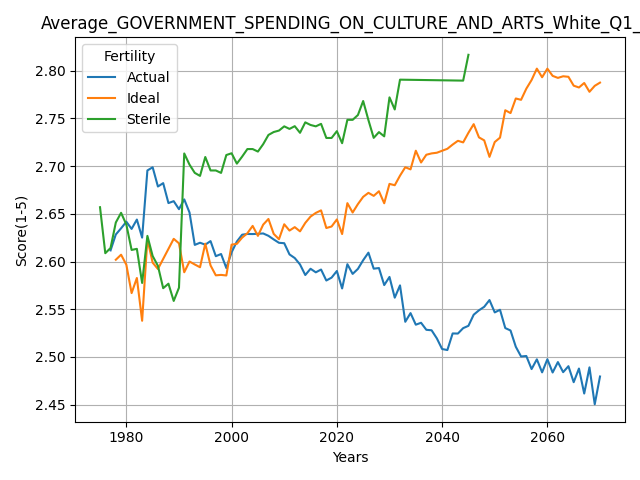 Average_GOVERNMENT_SPENDING_ON_CULTURE_AND_ARTS_White_Q1_
Fertility
Actual
Ideal
Sterile
Score(1-5)
2.80
2.75
2.70
2.65
2.60
2.55
2.50
2.45
1980 2000 2020 2040 2060
Years